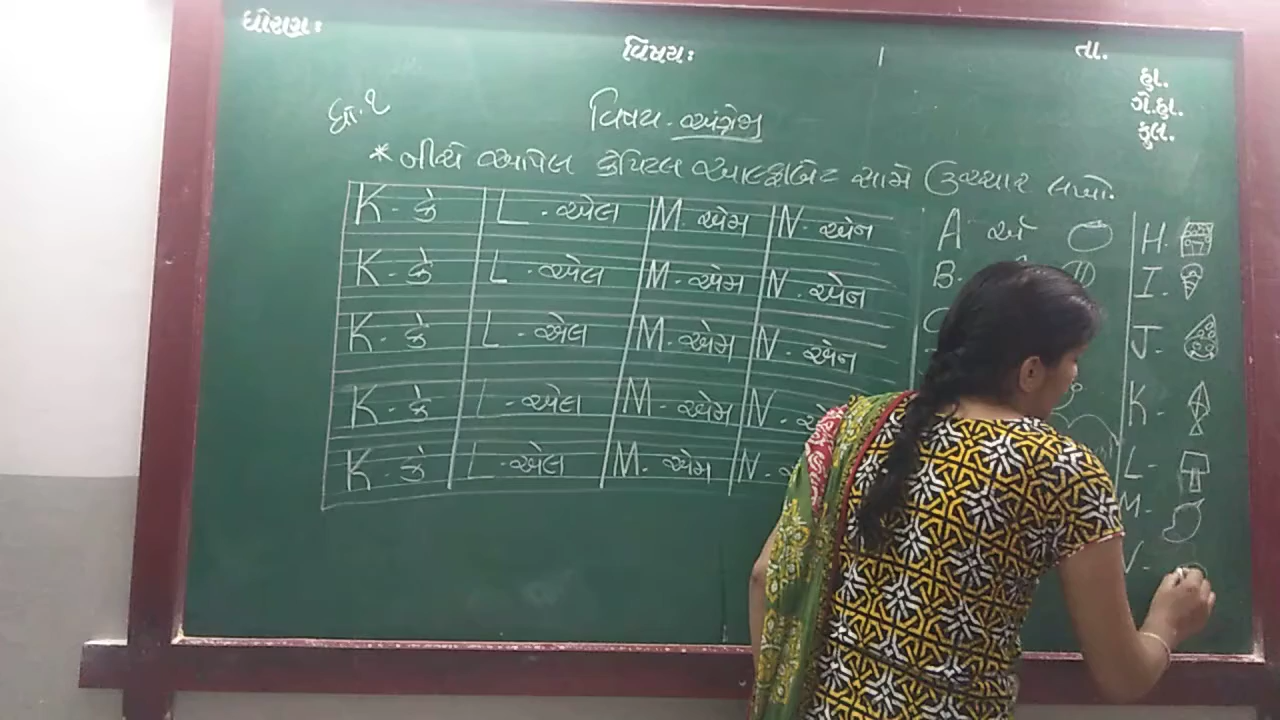 ધોરણઃ વિષયઃ તા.
હા.
ગે.હા.
કુલ.
ધો. ૧ વિષય - અંગ્રેજી
* નીચે આપેલ કેપિટલ આલ્ફાબેટ સામે ઉચ્ચાર લખો.
K - કે L - એલ M - એમ N - એન
K - કે L - એલ M - એમ N - એન
K - કે L - એલ M - એમ N - એન
K - કે L - એલ M - એમ N -
K - કે L - એલ M - એમ N -
A એ
B.
H.
I.
J.
K -
L -
M -